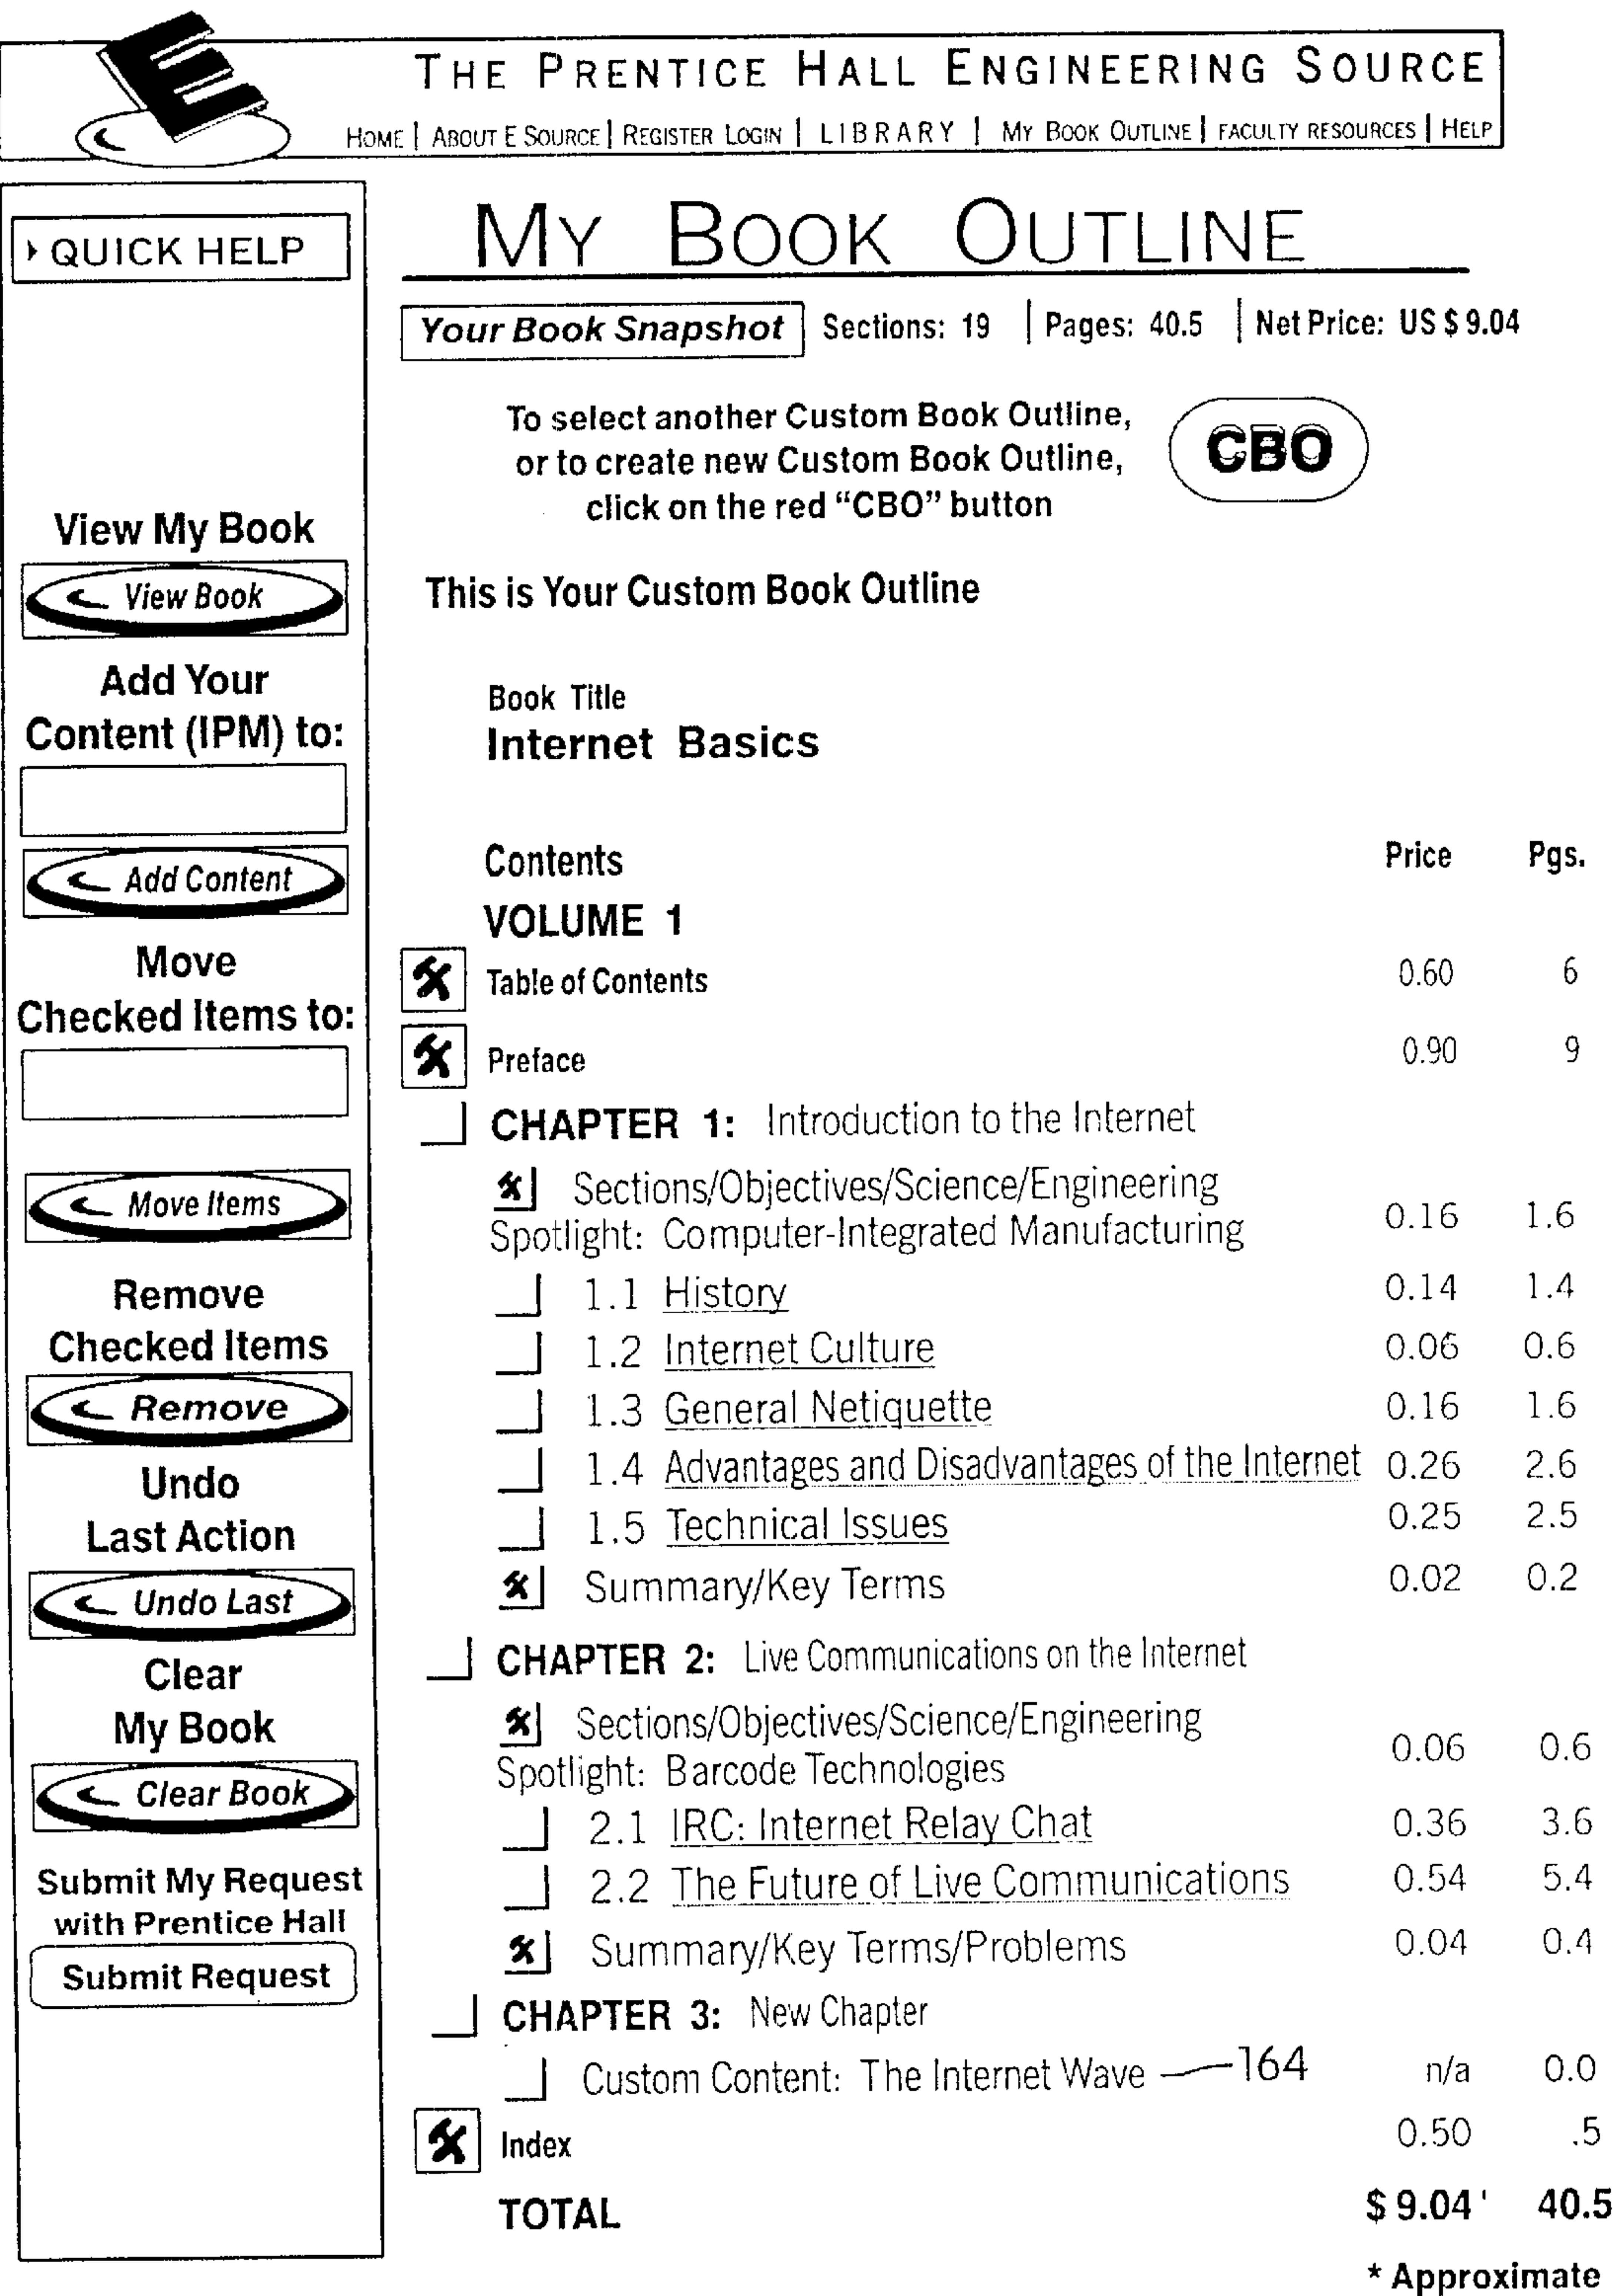 THE PRENTICE HALL ENGINEERING SOURCE
HOME | ABOUT E SOURCE | REGISTER LOGIN | LIBRARY | MY BOOK OUTLINE | FACULTY RESOURCES | HELP
QUICK HELP
View My Book
View Book
Add Your
Content (IPM) to:
Add Content
Move
Checked Items to:
Move Items
Remove
Checked Items
Remove
Undo
Last Action
Undo Last
Clear
My Book
Clear Book
Submit My Request
with Prentice Hall
Submit Request
MY BOOK OUTLINE
Your Book Snapshot | Sections: 19 | Pages: 40.5 | Net Price: US $ 9.04
To select another Custom Book Outline,
or to create new Custom Book Outline,
click on the red “CBO” button
CBO
This is Your Custom Book Outline
Book Title
Internet Basics
Contents Price Pgs.
VOLUME 1
Table of Contents 0.60 6
Preface 0.90 9
CHAPTER 1: Introduction to the Internet
Sections/Objectives/Science/Engineering
Spotlight: Computer-Integrated Manufacturing 0.16 1.6
1.1 History 0.14 1.4
1.2 Internet Culture 0.06 0.6
1.3 General Netiquette 0.16 1.6
1.4 Advantages and Disadvantages of the Internet 0.26 2.6
1.5 Technical Issues 0.25 2.5
Summary/Key Terms 0.02 0.2
CHAPTER 2: Live Communications on the Internet
Sections/Objectives/Science/Engineering
Spotlight: Barcode Technologies 0.06 0.6
2.1 IRC: Internet Relay Chat 0.36 3.6
2.2 The Future of Live Communications 0.54 5.4
Summary/Key Terms/Problems 0.04 0.4
CHAPTER 3: New Chapter
Custom Content: The Internet Wave 164 n/a 0.0
Index 0.50 .5
TOTAL $ 9.04' 40.5
* Approximate